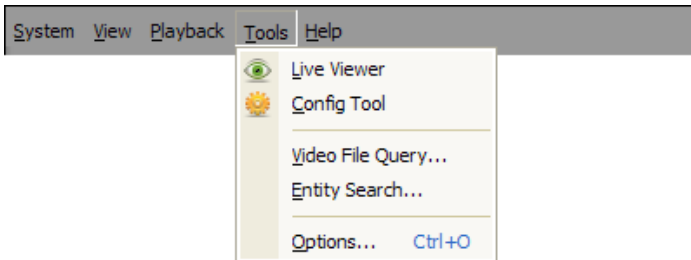 System View Playback Tools Help
Live Viewer
Config Tool
Video File Query...
Entity Search...
Options... Ctrl+O